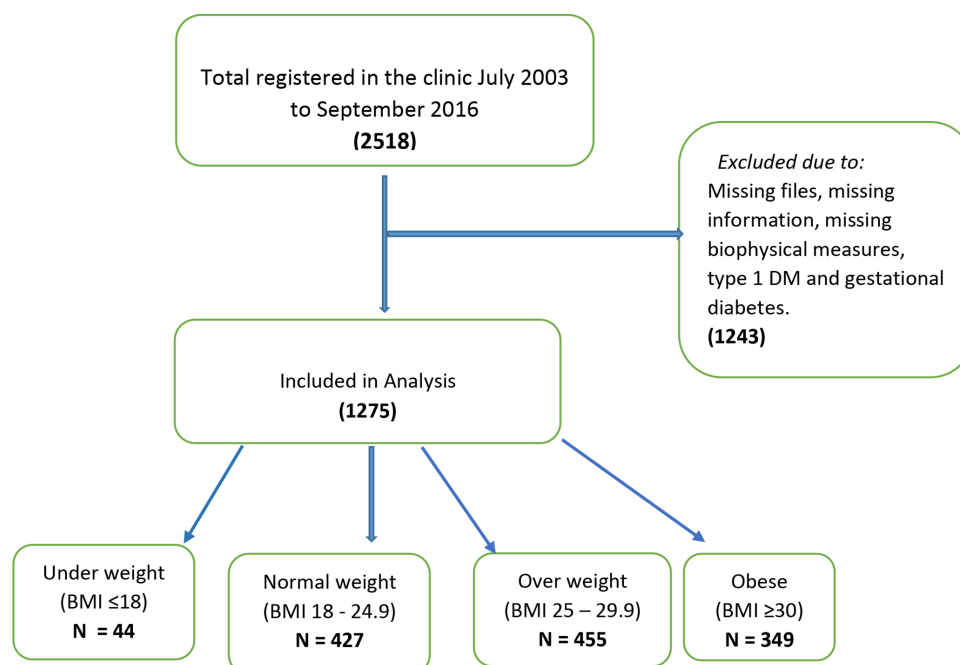 Total registered in the clinic July 2003
to September 2016
(2518)
Excluded due to:
Missing files, missing
information, missing
biophysical measures,
type 1 DM and gestational
diabetes.
(1243)
Included in Analysis
(1275)
Under weight
(BMI ≤18)
N = 44
Normal weight
(BMI 18 - 24.9)
N = 427
Over weight
(BMI 25 – 29.9)
N = 455
Obese
(BMI ≥30)
N = 349